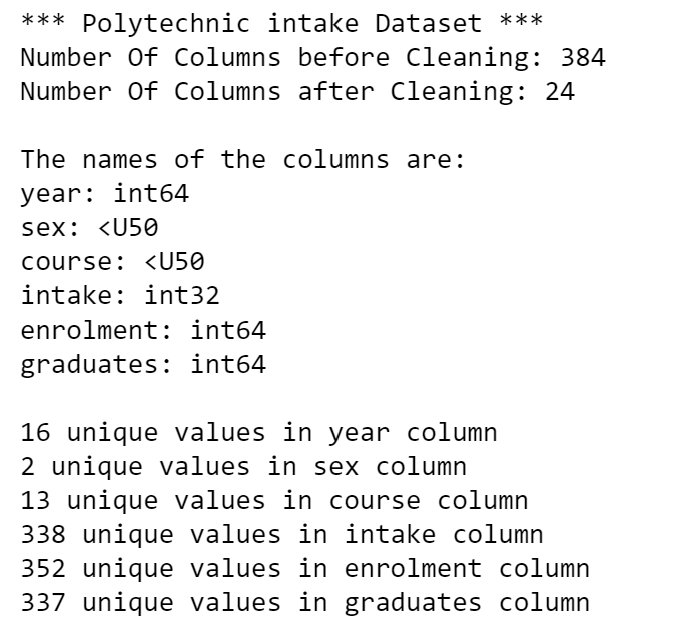 *** Polytechnic intake Dataset ***
Number Of Columns before Cleaning: 384
Number Of Columns after Cleaning: 24
The names of the columns are:
year: int64
sex: <U50
course: <U50
intake: int32
enrolment: int64
graduates: int64
16 unique values in year column
2 unique values in sex column
13 unique values in course column
338 unique values in intake column
352 unique values in enrolment column
337 unique values in graduates column